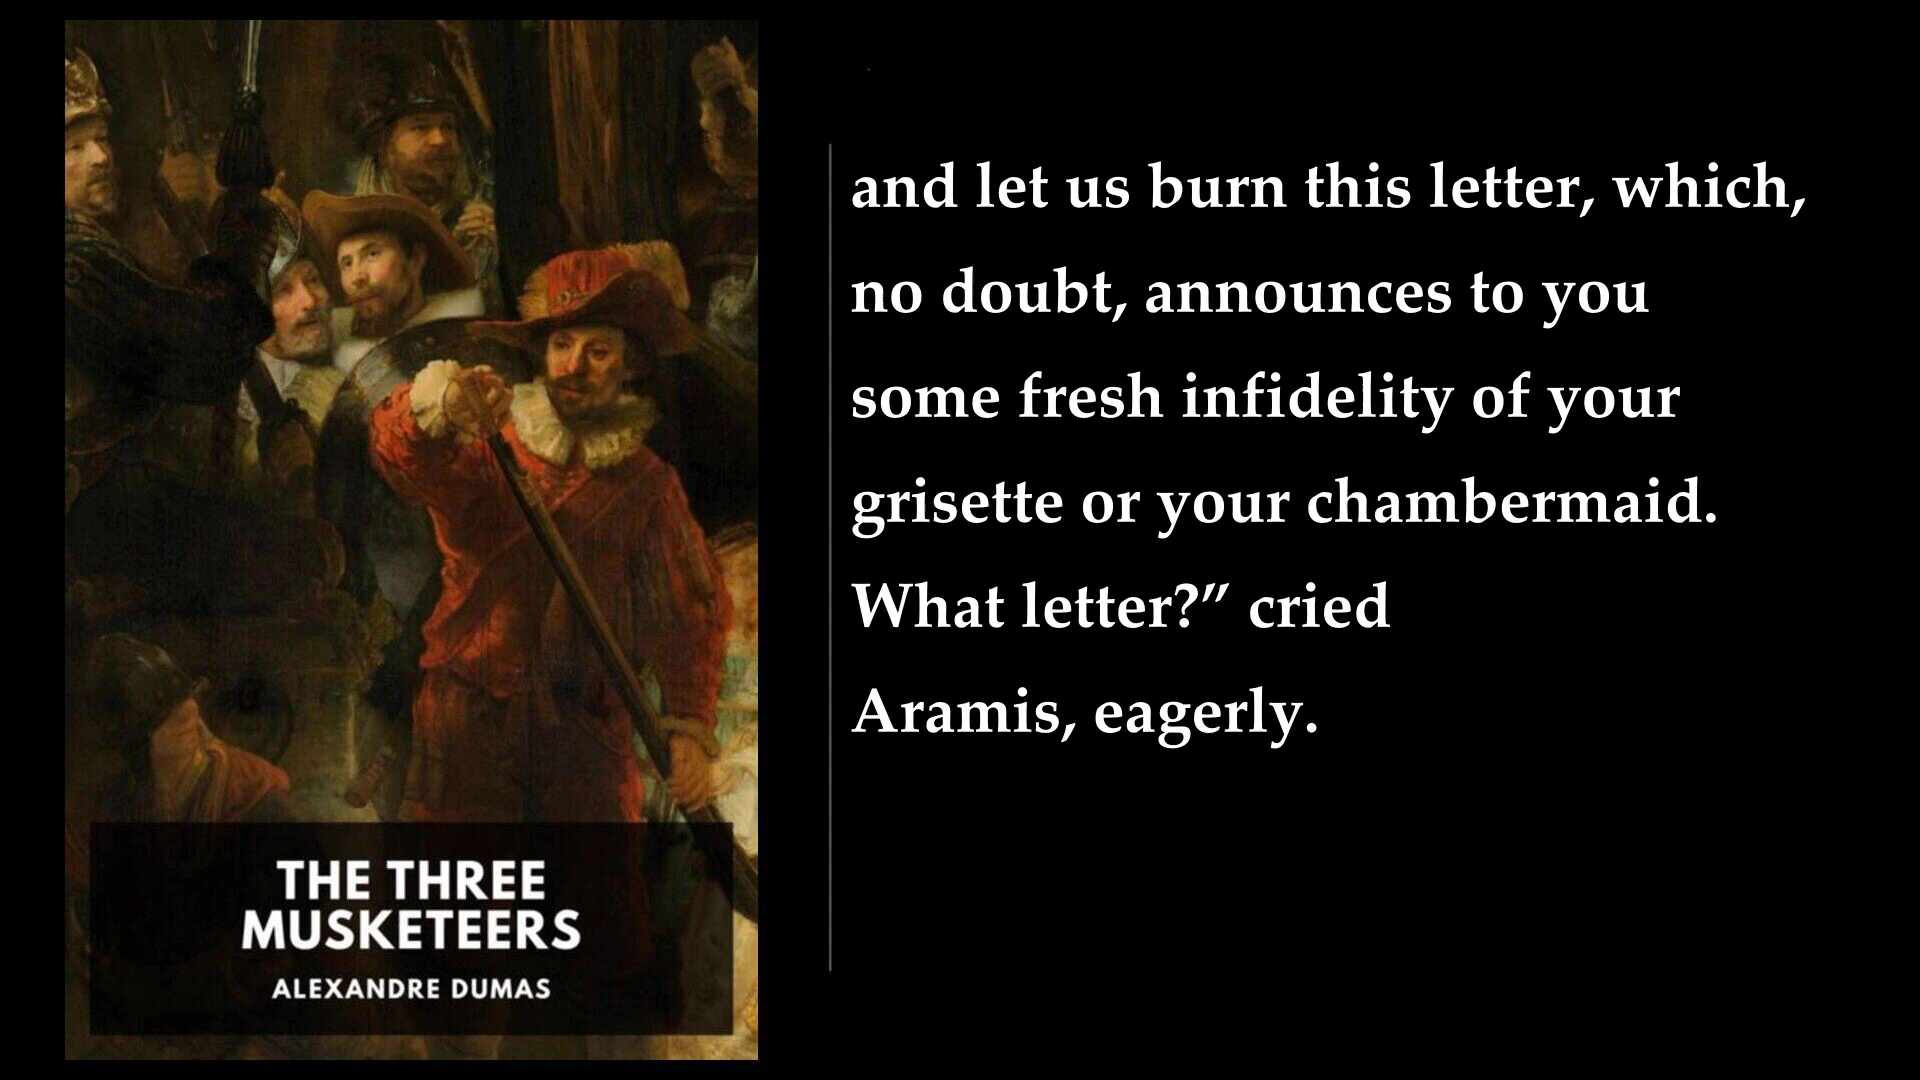 THE THREE
MUSKETEERS
ALEXANDRE DUMAS
and let us burn this letter, which,
no doubt, announces to you
some fresh infidelity of your
grisette or your chambermaid.
What letter?” cried
Aramis, eagerly.